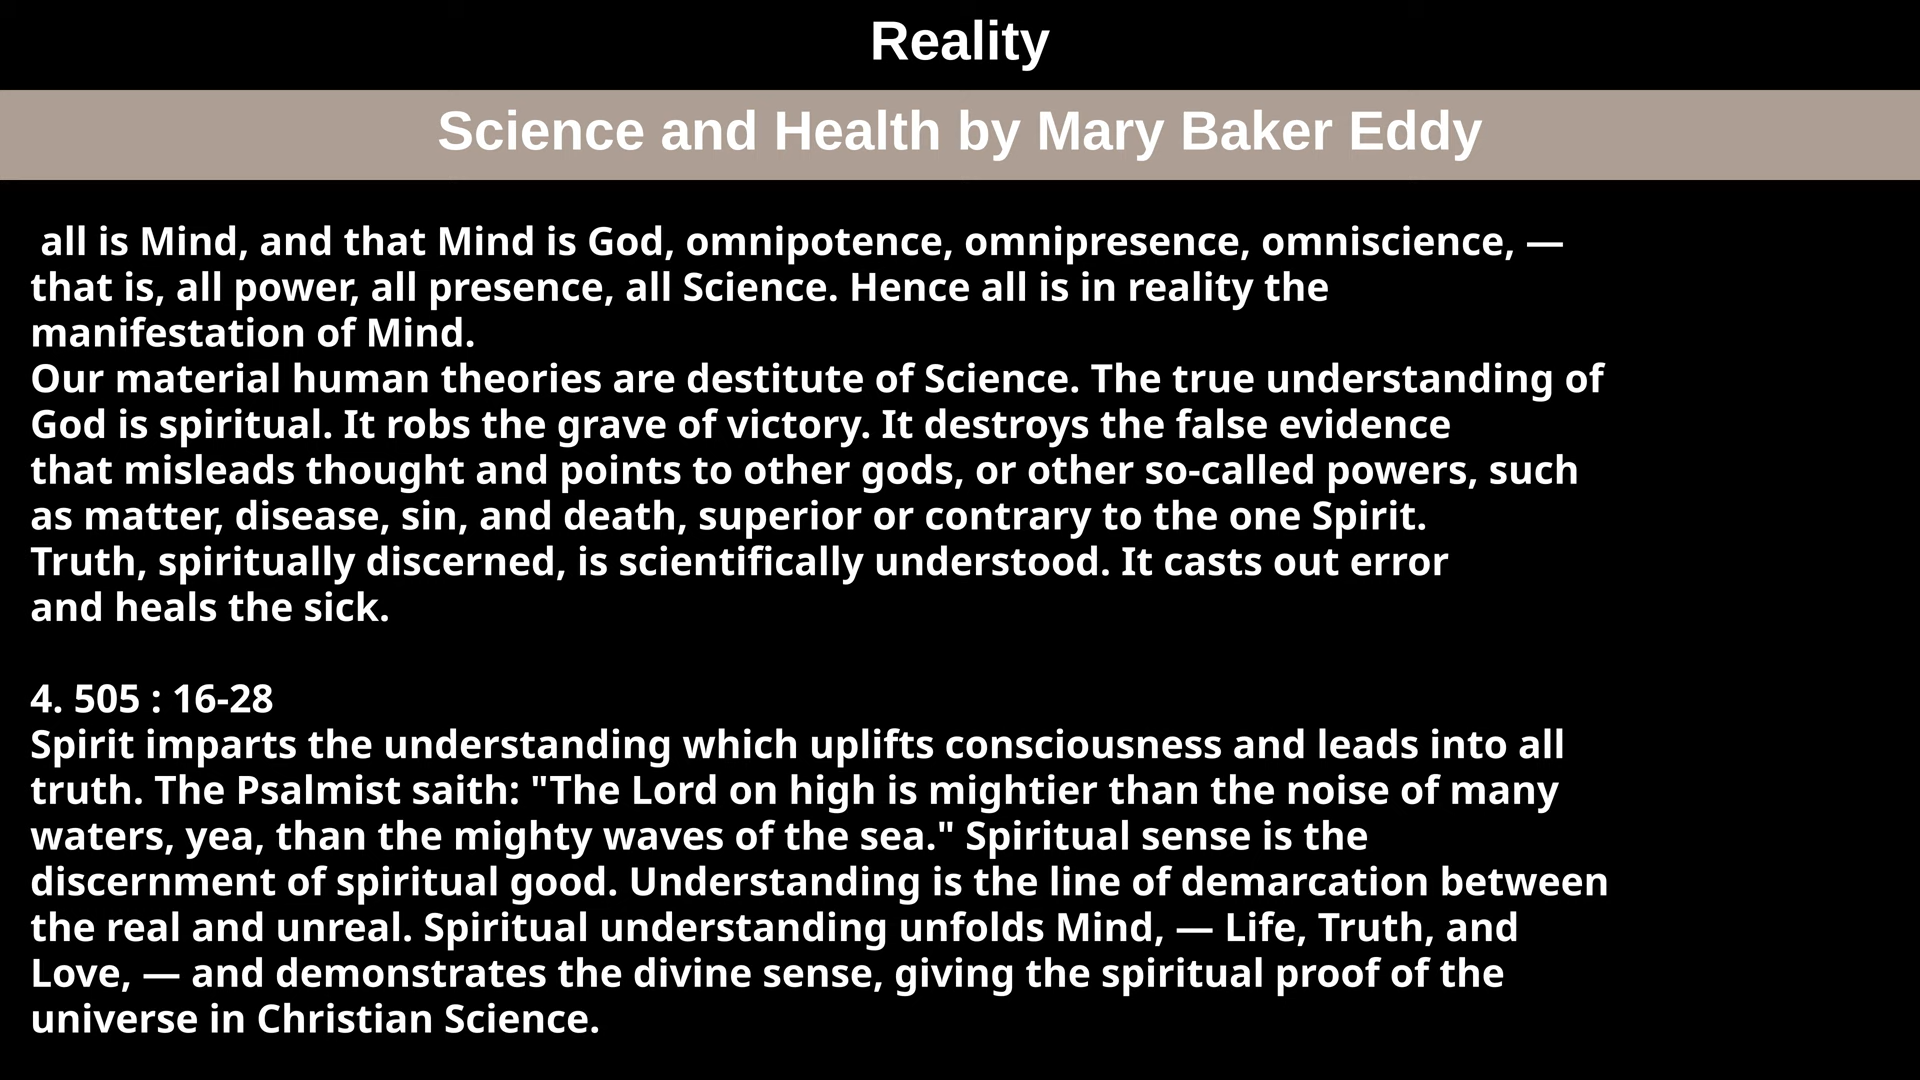 Reality
Science and Health by Mary Baker Eddy
all is Mind, and that Mind is God, omnipotence, omnipresence, omniscience, —
that is, all power, all presence, all Science. Hence all is in reality the
manifestation of Mind.
Our material human theories are destitute of Science. The true understanding of
God is spiritual. It robs the grave of victory. It destroys the false evidence
that misleads thought and points to other gods, or other so-called powers, such
as matter, disease, sin, and death, superior or contrary to the one Spirit.
Truth, spiritually discerned, is scientifically understood. It casts out error
and heals the sick.
4. 505 : 16-28
Spirit imparts the understanding which uplifts consciousness and leads into all
truth. The Psalmist saith: "The Lord on high is mightier than the noise of many
waters, yea, than the mighty waves of the sea." Spiritual sense is the
discernment of spiritual good. Understanding is the line of demarcation between
the real and unreal. Spiritual understanding unfolds Mind, — Life, Truth, and
Love, — and demonstrates the divine sense, giving the spiritual proof of the
universe in Christian Science.